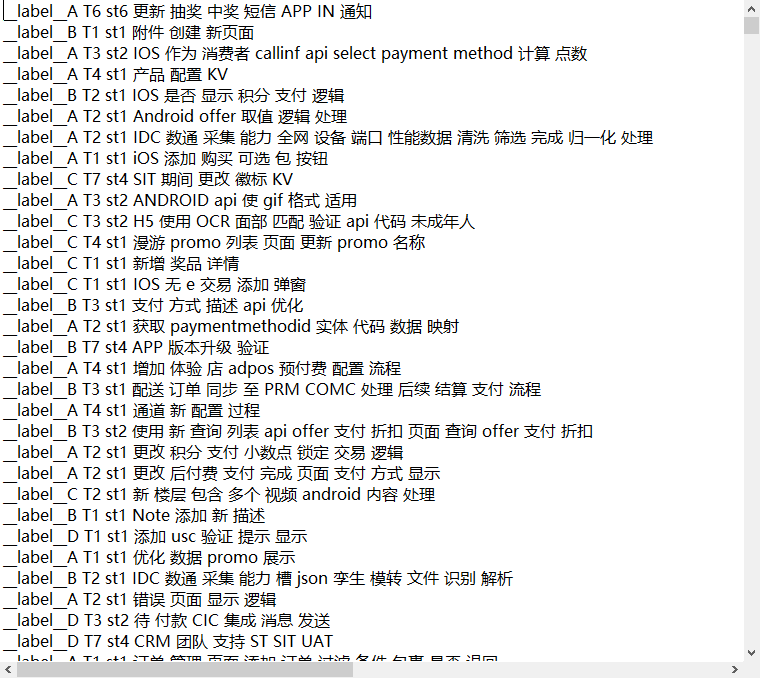 __label__A T6 st6 更新 抽奖 中奖 短信 APP IN 通知
__label__B T1 st1 附件 创建 新页面
__label__A T3 st2 IOS 作为 消费者 callinf api select payment method 计算 点数
__label__A T4 st1 产品 配置 KV
__label__B T2 st1 IOS 是否 显示 积分 支付 逻辑
__label__A T2 st1 Android offer 取值 逻辑 处理
__label__A T2 st1 IDC 数通 采集 能力 全网 设备 端口 性能数据 清洗 筛选 完成 归一化 处理
__label__A T1 st1 iOS 添加 购买 可选 包 按钮
__label__C T7 st4 SIT 期间 更改 徽标 KV
__label__A T3 st2 ANDROID api 使 gif 格式 适用
__label__C T3 st2 H5 使用 OCR 面部 匹配 验证 api 代码 未成年人
__label__C T4 st1 漫游 promo 列表 页面 更新 promo 名称
__label__C T1 st1 新增 奖品 详情
__label__C T1 st1 IOS 无 e 交易 添加 弹窗
__label__B T3 st1 支付 方式 描述 api 优化
__label__A T2 st1 获取 paymentmethodid 实体 代码 数据 映射
__label__B T7 st4 APP 版本升级 验证
__label__A T4 st1 增加 体验 店 adpos 预付费 配置 流程
__label__B T3 st1 配送 订单 同步 至 PRM COMC 处理 后续 结算 支付 流程
__label__A T4 st1 通道 新 配置 过程
__label__B T3 st2 使用 新 查询 列表 api offer 支付 折扣 页面 查询 offer 支付 折扣
__label__A T2 st1 更改 积分 支付 小数点 锁定 交易 逻辑
__label__A T2 st1 更改 后付费 支付 完成 页面 支付 方式 显示
__label__C T2 st1 新 楼层 包含 多个 视频 android 内容 处理
__label__B T1 st1 Note 添加 新 描述
__label__D T1 st1 添加 usc 验证 提示 显示
__label__A T1 st1 优化 数据 promo 展示
__label__B T2 st1 IDC 数通 采集 能力 槽 json 孪生 模转 文件 识别 解析
__label__A T2 st1 错误 页面 显示 逻辑
__label__D T3 st2 待 付款 CIC 集成 消息 发送
__label__D T7 st4 CRM 团队 支持 ST SIT UAT
__label__A T1 st1 订单 管理 页面 添加 订单 过滤 条件 包裹 是否 退回